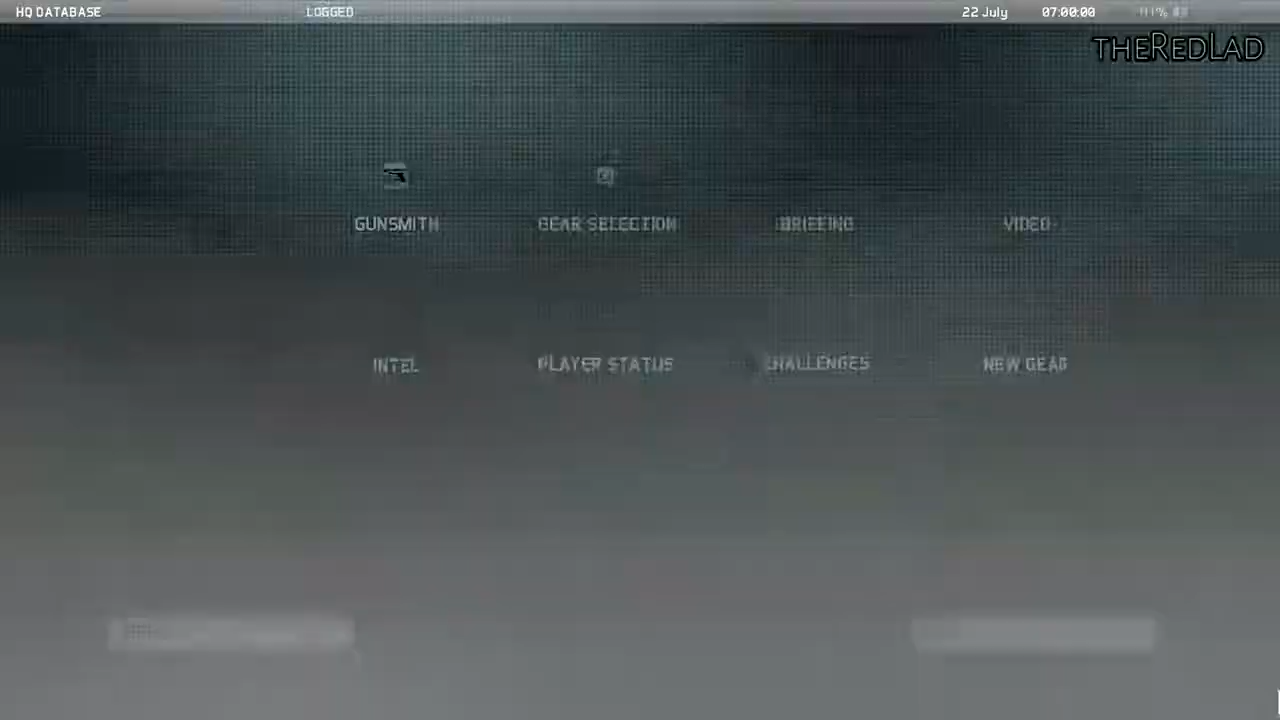 HQ DATABASE LOGGED 22 July 07:00:00
THEREDLAD
GUNSMITH GEAR SELECTION BRIEFING VIDEO
INTEL PLAYER STATUS CHALLENGES NEW GEAR